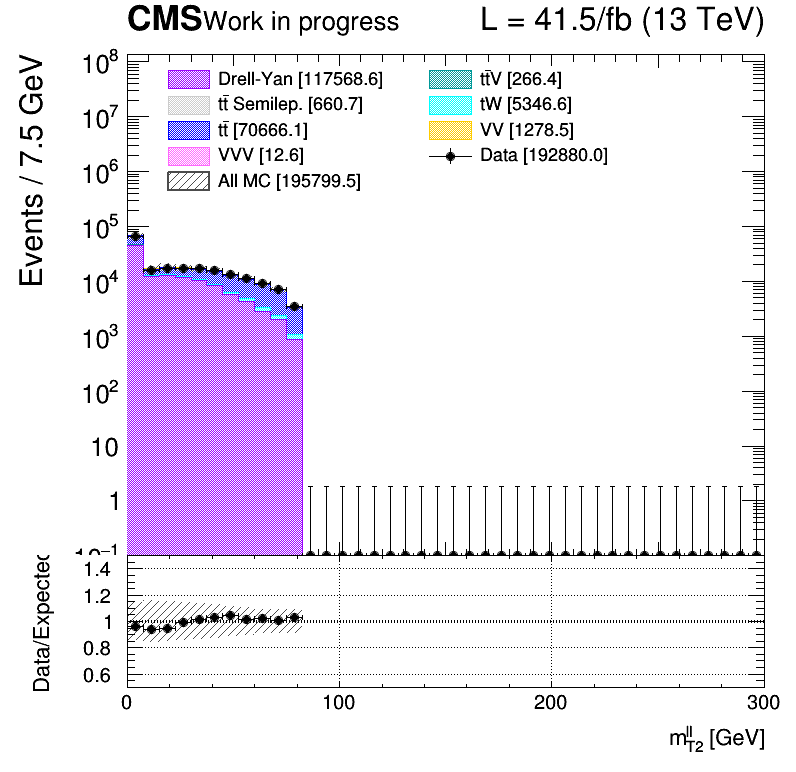 CMS Work in progress L = 41.5/fb (13 TeV)
Events / 7.5 GeV
10⁸
10⁷
10⁶
10⁵
10⁴
10³
10²
10
1
10⁻¹
Drell-Yan [117568.6]
tt̄ Semilep. [660.7]
tt̄ [70666.1]
VVV [12.6]
All MC [195799.5]
tt̄V [266.4]
tW [5346.6]
VV [1278.5]
Data [192880.0]
Data/Expected
1.4
1.2
1
0.8
0.6
0 100 200 300
m_T2^ll [GeV]